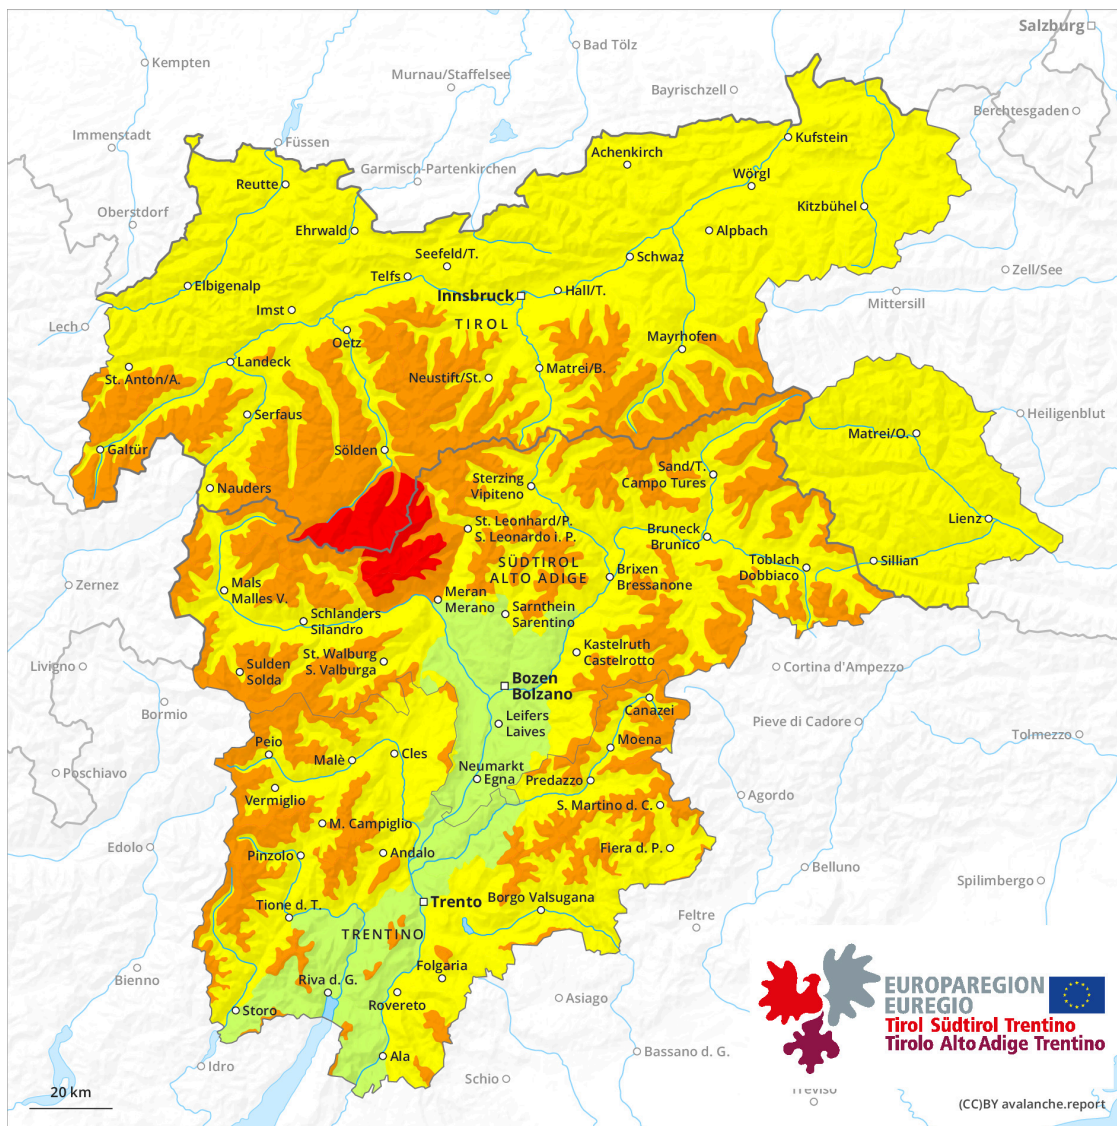 Salzburg
Bad Tölz
Kempten
Murnau/Staffelsee
Bayrischzell
Berchtesgaden
Immenstadt
Füssen
Kufstein
Achenkirch
Garmisch-Partenkirchen
Wörgl
Reutte
Oberstdorf
Kitzbühel
Ehrwald
Alpbach
Seefeld/T.
Schwaz
Zell/See
Telfs
Elbigenalp
Hall/T.
Innsbruck
Mittersill
Imst
TIROL
Lech
Oetz
Mayrhofen
Landeck
Matrei/B.
St. Anton/A.
Neustift/St.
Serfaus
Heiligenblut
Matrei/O.
Galtür
Sölden
Sand/T.
Campo Tures
Sterzing
Vipiteno
Nauders
Lienz
St. Leonhard/P.
S. Leonardo i. P.
Bruneck
Brunico
SÜDTIROL
ALTO ADIGE
Toblach
Dobbiaco
Sillian
Zernez
Brixen
Bressanone
Mals
Malles V.
Meran
Merano
Sarnthein
Sarentino
Schlanders
Silandro
Kastelruth
Castelrotto
St. Walburg
S. Valburga
Livigno
Sulden
Solda
Cortina d'Ampezzo
Bozen
Bolzano
Canazei
Bormio
Leifers
Laives
Pieve di Cadore
Tolmezzo
Moena
Peio
Cles
Malè
Poschiavo
Neumarkt
Egna
Predazzo
Vermiglio
Agordo
S. Martino d. C.
M. Campiglio
Edolo
Fiera d. P.
Pinzolo
Andalo
Belluno
Spilimbergo
Borgo Valsugana
Trento
Tione d. T.
Feltre
TRENTINO
Folgaria
Bienno
Riva d. G.
EUROPAREGION
EUREGIO
Tirol Südtirol Trentino
Tirolo Alto Adige Trentino
Asiago
Rovereto
Storo
Ala
Bassano d. G.
Idro
Schio
Treviso
20 km
(CC)BY avalanche.report